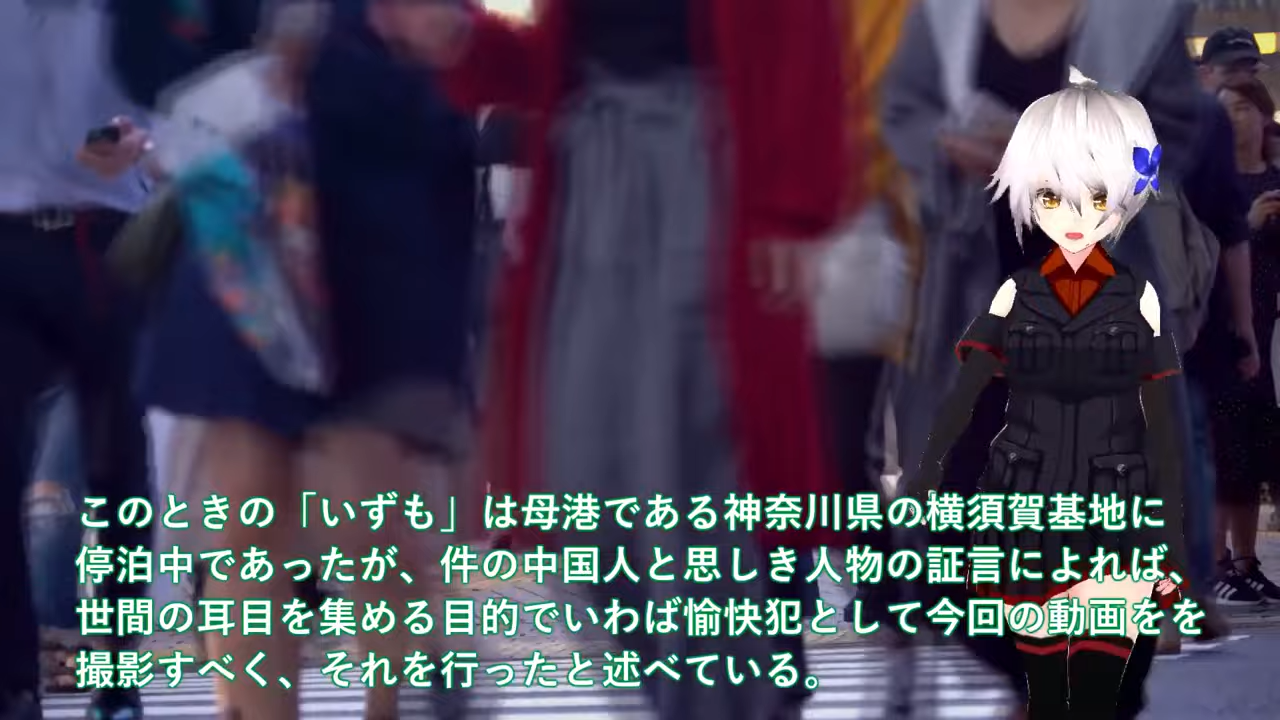 このときの「いずも」は母港である神奈川県の横須賀基地に
停泊中であったが、件の中国人と思しき人物の証言によれば、
世間の耳目を集める目的でいわば愉快犯として今回の動画をを
撮影すべく、それを行ったと述べている。